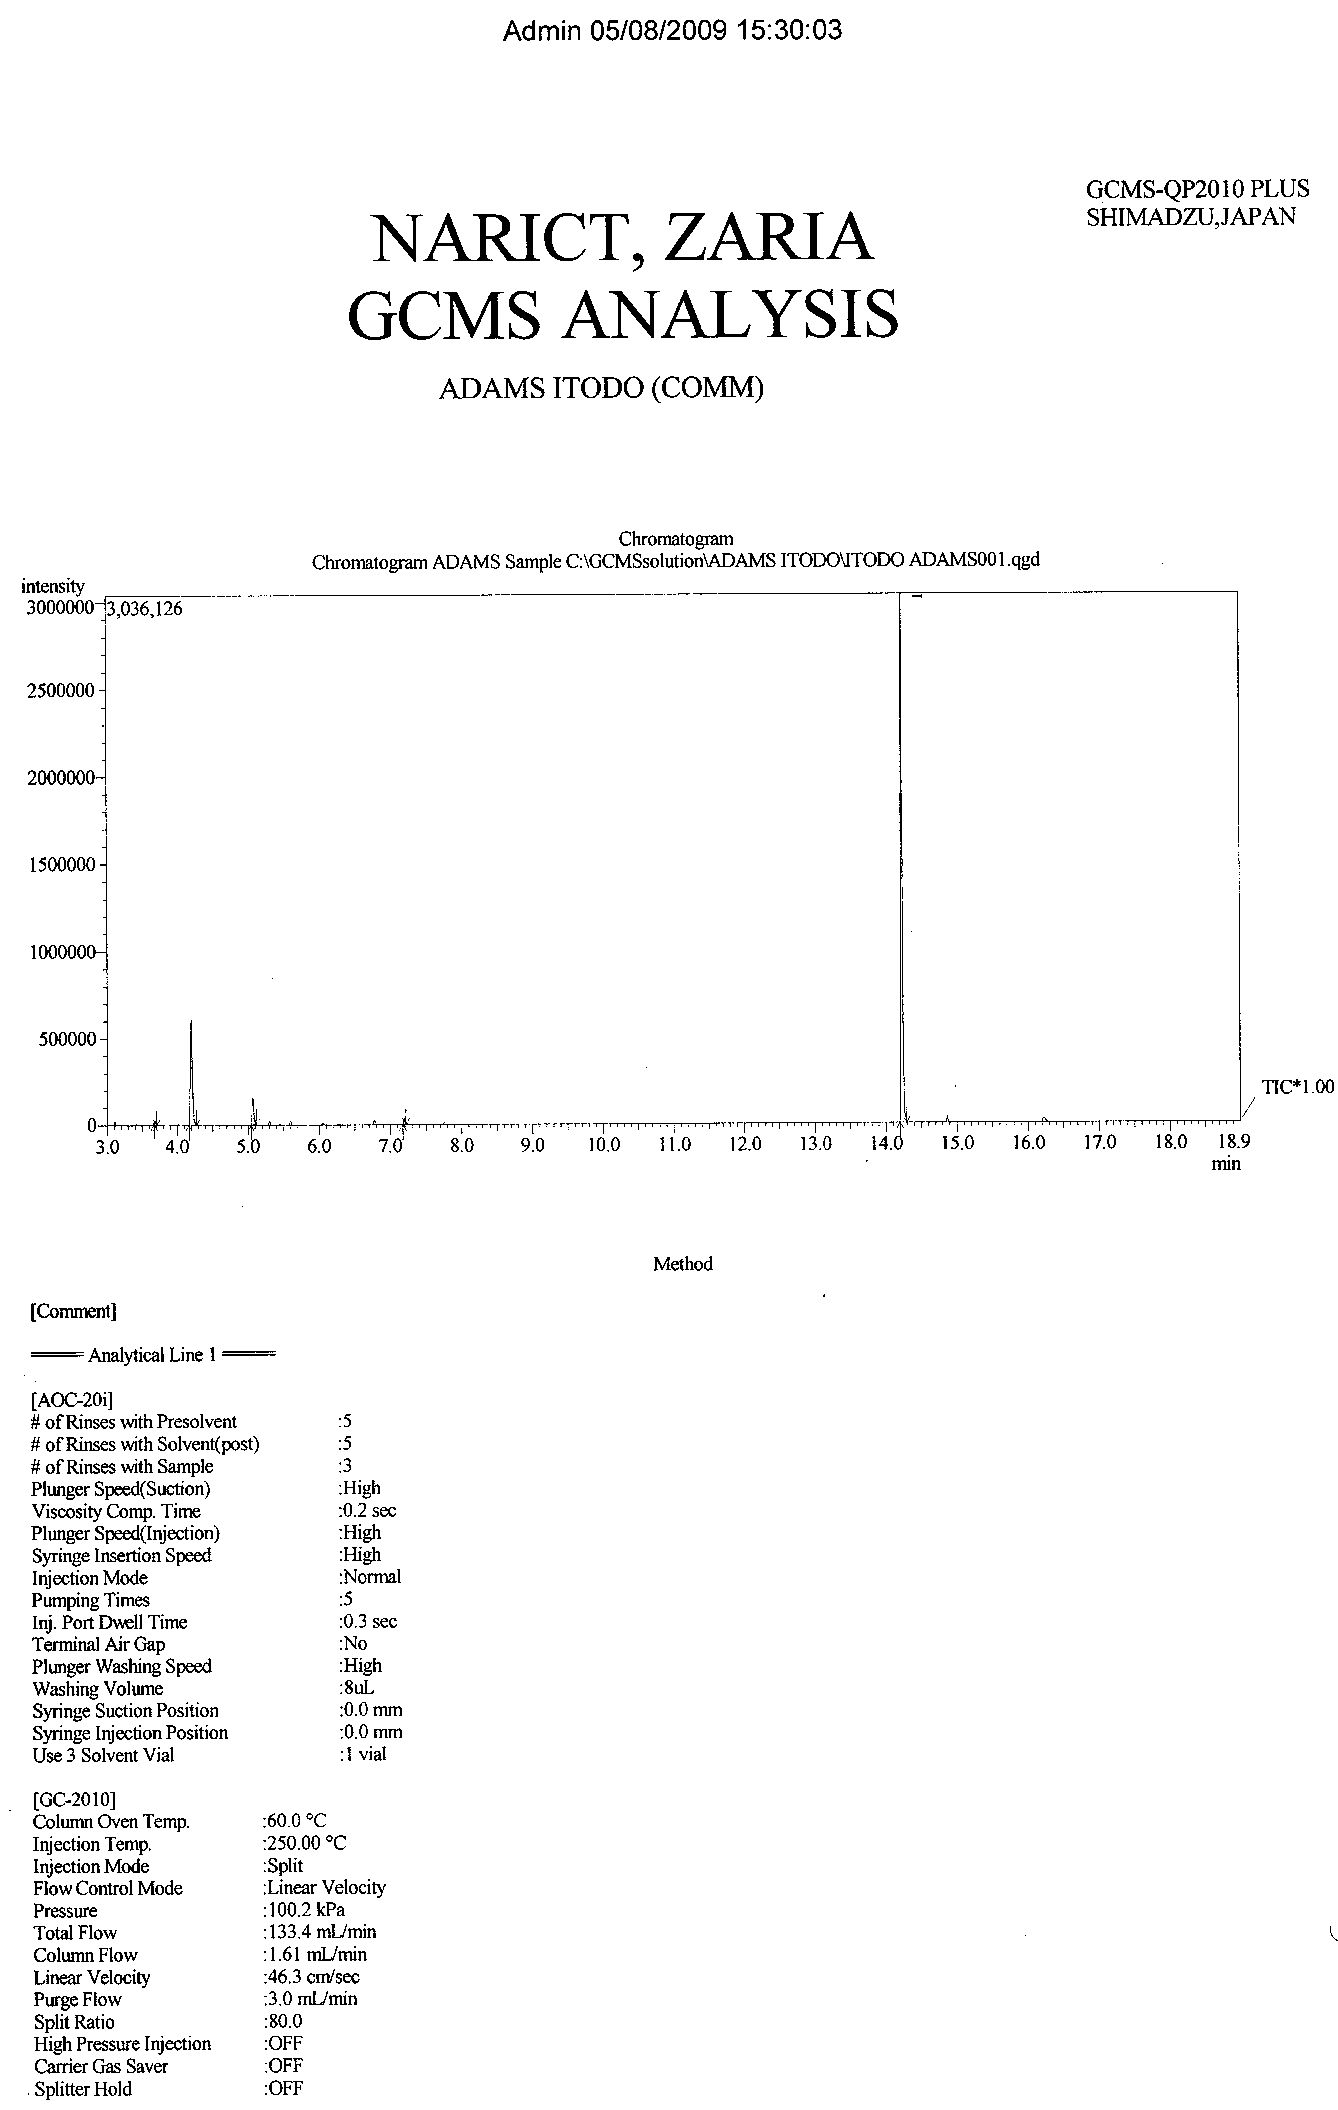 Admin 05/08/2009 15:30:03
GCMS-QP2010 PLUS
SHIMADZU,JAPAN
NARICT, ZARIA
GCMS ANALYSIS
ADAMS ITODO (COMM)
Chromatogram
Chromatogram ADAMS Sample C:\GCMSsolution\ADAMS ITODO\ITODO ADAMS001.qgd
intensity
3000000 3,036,126
2500000
2000000
1500000
1000000
500000
TIC*1.00
0
3.0 4.0 5.0 6.0 7.0 8.0 9.0 10.0 11.0 12.0 13.0 14.0 15.0 16.0 17.0 18.0 18.9
min
Method
[Comment]
===== Analytical Line 1 =====
[AOC-20i]
# of Rinses with Presolvent :5
# of Rinses with Solvent(post) :5
# of Rinses with Sample :3
Plunger Speed(Suction) :High
Viscosity Comp. Time :0.2 sec
Plunger Speed(Injection) :High
Syringe Insertion Speed :High
Injection Mode :Normal
Pumping Times :5
Inj. Port Dwell Time :0.3 sec
Terminal Air Gap :No
Plunger Washing Speed :High
Washing Volume :8uL
Syringe Suction Position :0.0 mm
Syringe Injection Position :0.0 mm
Use 3 Solvent Vial :1 vial
[GC-2010]
Column Oven Temp. :60.0 °C
Injection Temp. :250.00 °C
Injection Mode :Split
Flow Control Mode :Linear Velocity
Pressure :100.2 kPa
Total Flow :133.4 mL/min
Column Flow :1.61 mL/min
Linear Velocity :46.3 cm/sec
Purge Flow :3.0 mL/min
Split Ratio :80.0
High Pressure Injection :OFF
Carrier Gas Saver :OFF
Splitter Hold :OFF